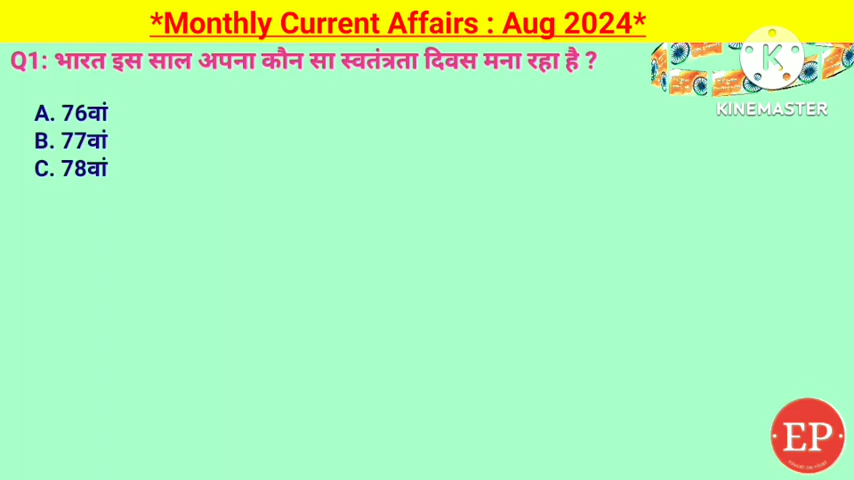 *Monthly Current Affairs : Aug 2024*
Q1: भारत इस साल अपना कौन सा स्वतंत्रता दिवस मना रहा है ?
KINEMASTER
A. 76वां
B. 77वां
C. 78वां
EP